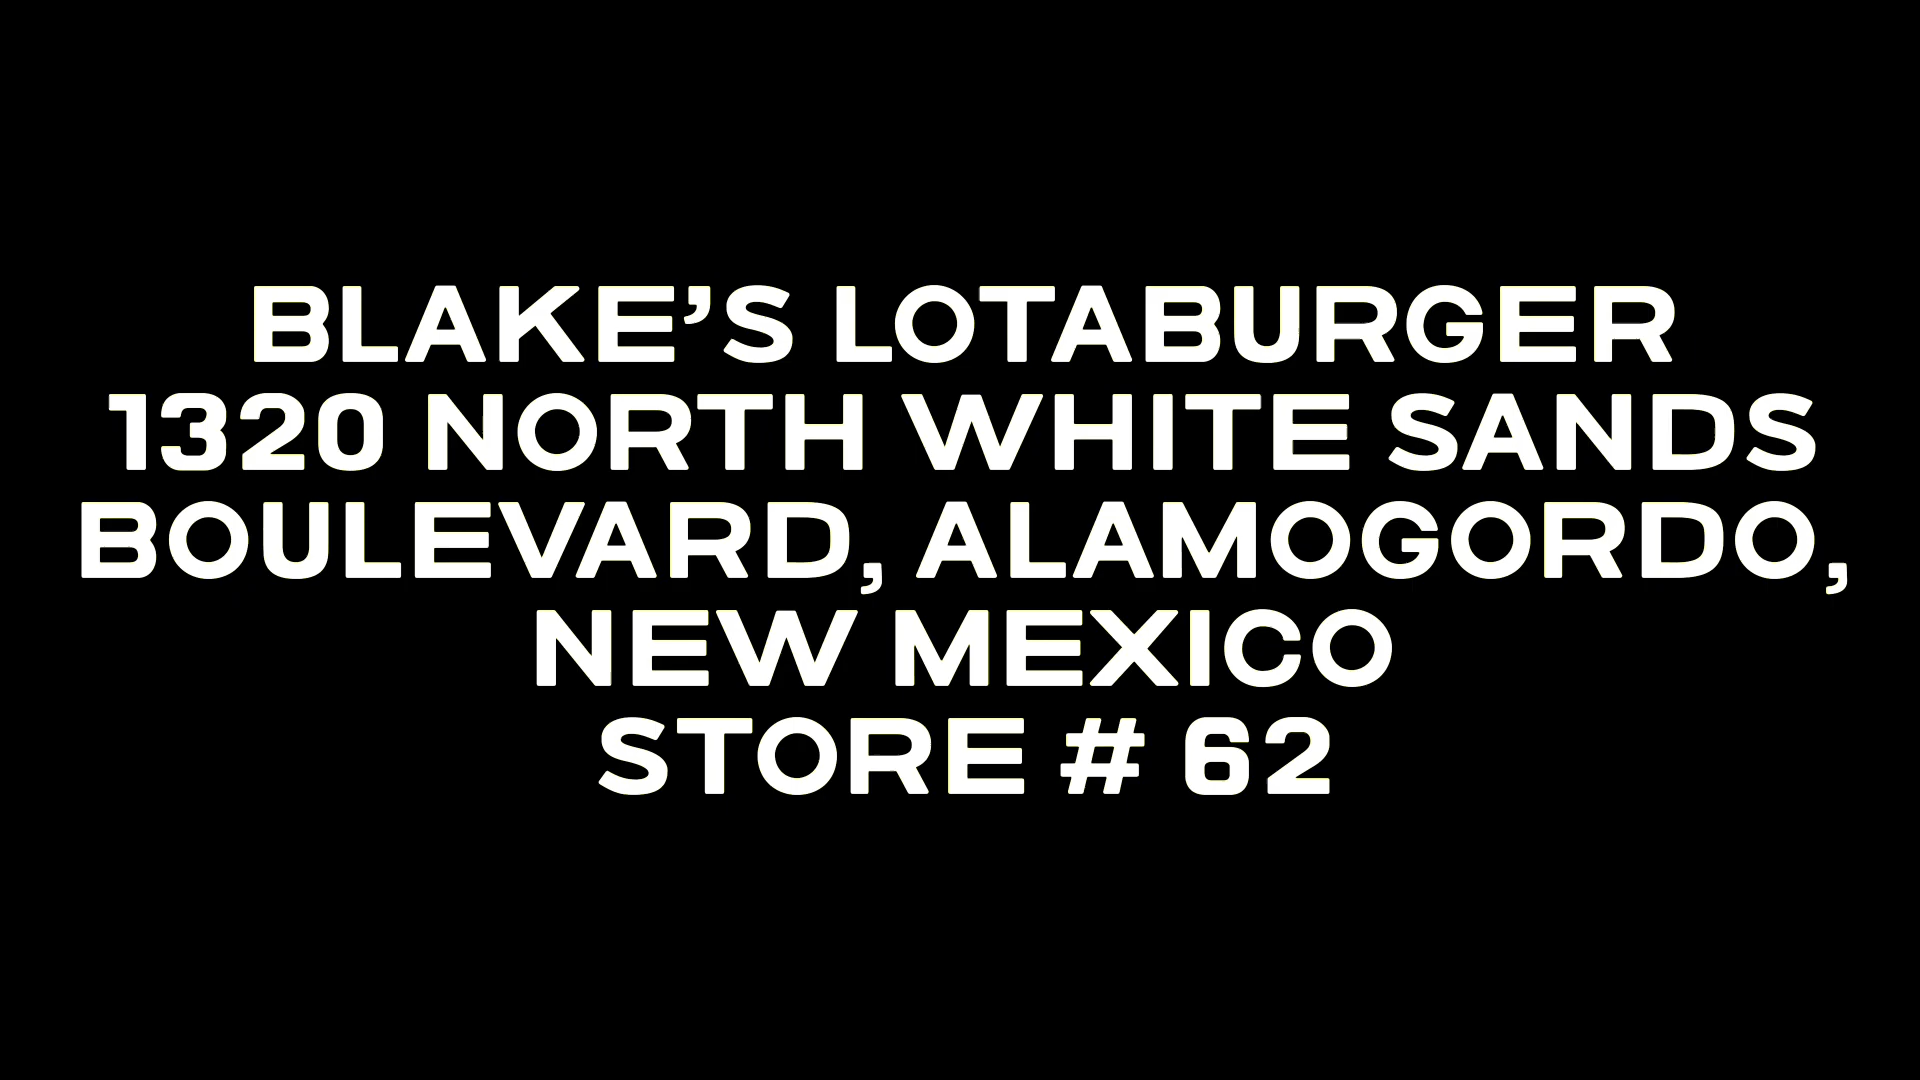 BLAKE’S LOTABURGER
1320 NORTH WHITE SANDS
BOULEVARD, ALAMOGORDO,
NEW MEXICO
STORE # 62